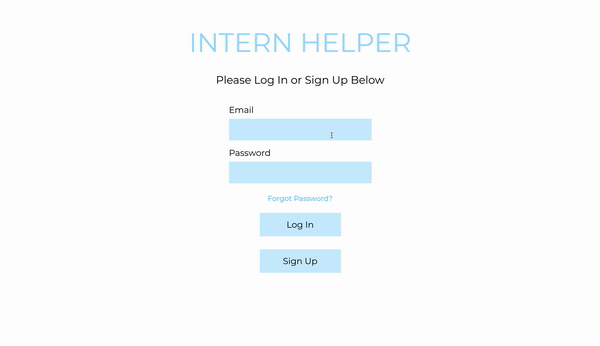 INTERN HELPER
Please Log In or Sign Up Below
Email
Password
Forgot Password?
Log In
Sign Up